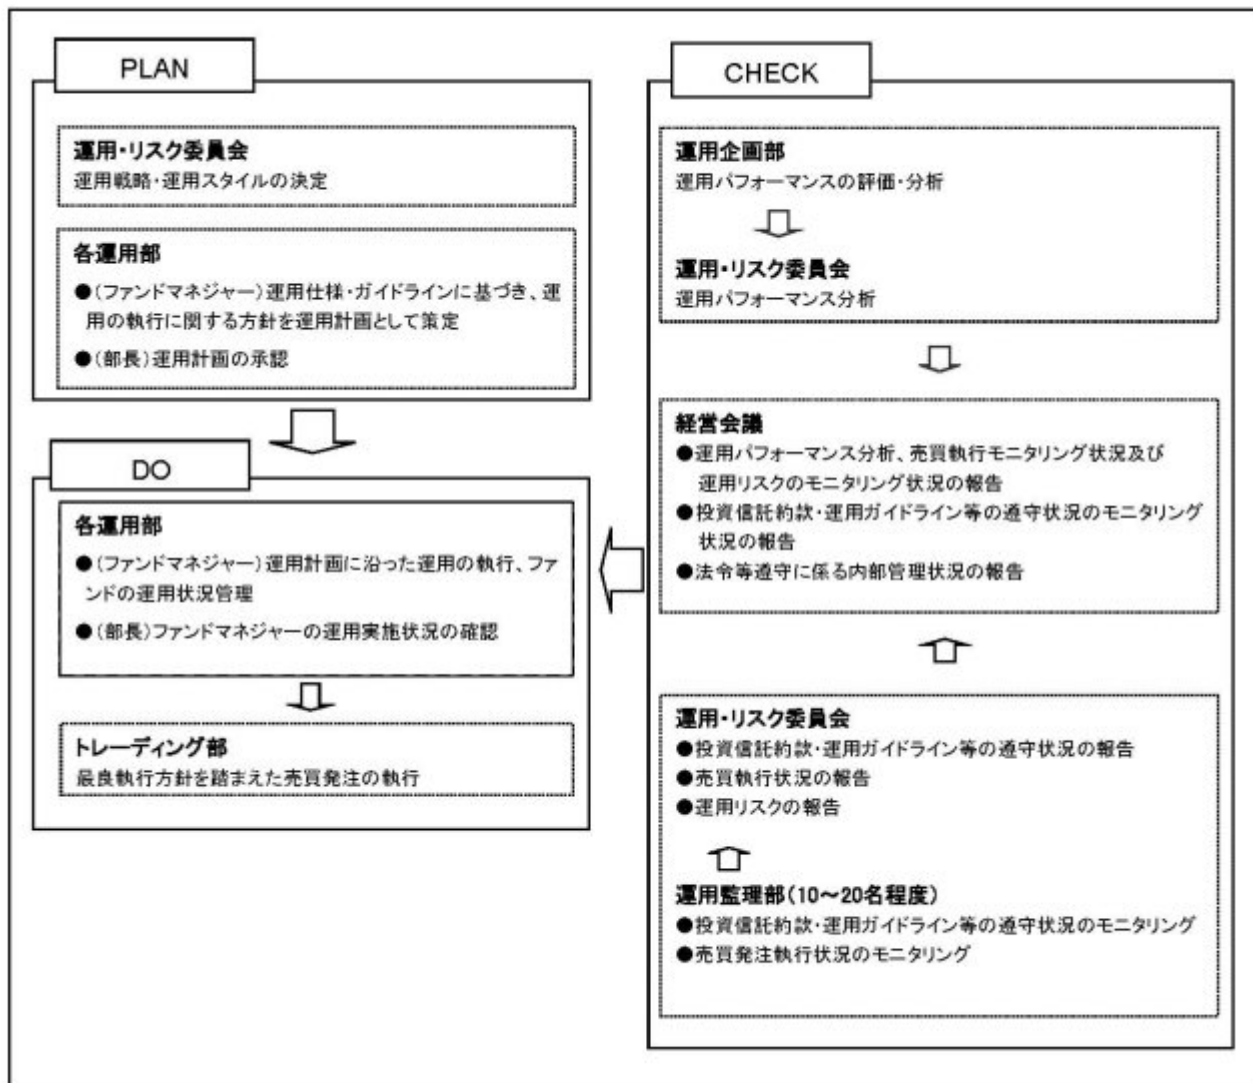 PLAN
運用・リスク委員会
運用戦略・運用スタイルの決定
各運用部
●(ファンドマネジャー)運用仕様・ガイドラインに基づき、運
用の執行に関する方針を運用計画として策定
●(部長)運用計画の承認
DO
各運用部
●(ファンドマネジャー)運用計画に沿った運用の執行、ファ
ンドの運用状況管理
●(部長)ファンドマネジャーの運用実施状況の確認
トレーディング部
最良執行方針を踏まえた売買発注の執行
CHECK
運用企画部
運用パフォーマンスの評価・分析
運用・リスク委員会
運用パフォーマンス分析
経営会議
●運用パフォーマンス分析、売買執行モニタリング状況及び
運用リスクのモニタリング状況の報告
●投資信託約款・運用ガイドライン等の遵守状況のモニタリング
状況の報告
●法令等遵守に係る内部管理状況の報告
運用・リスク委員会
●投資信託約款・運用ガイドライン等の遵守状況の報告
●売買執行状況の報告
●運用リスクの報告
運用監理部(10～20名程度)
●投資信託約款・運用ガイドライン等の遵守状況のモニタリング
●売買発注執行状況のモニタリング